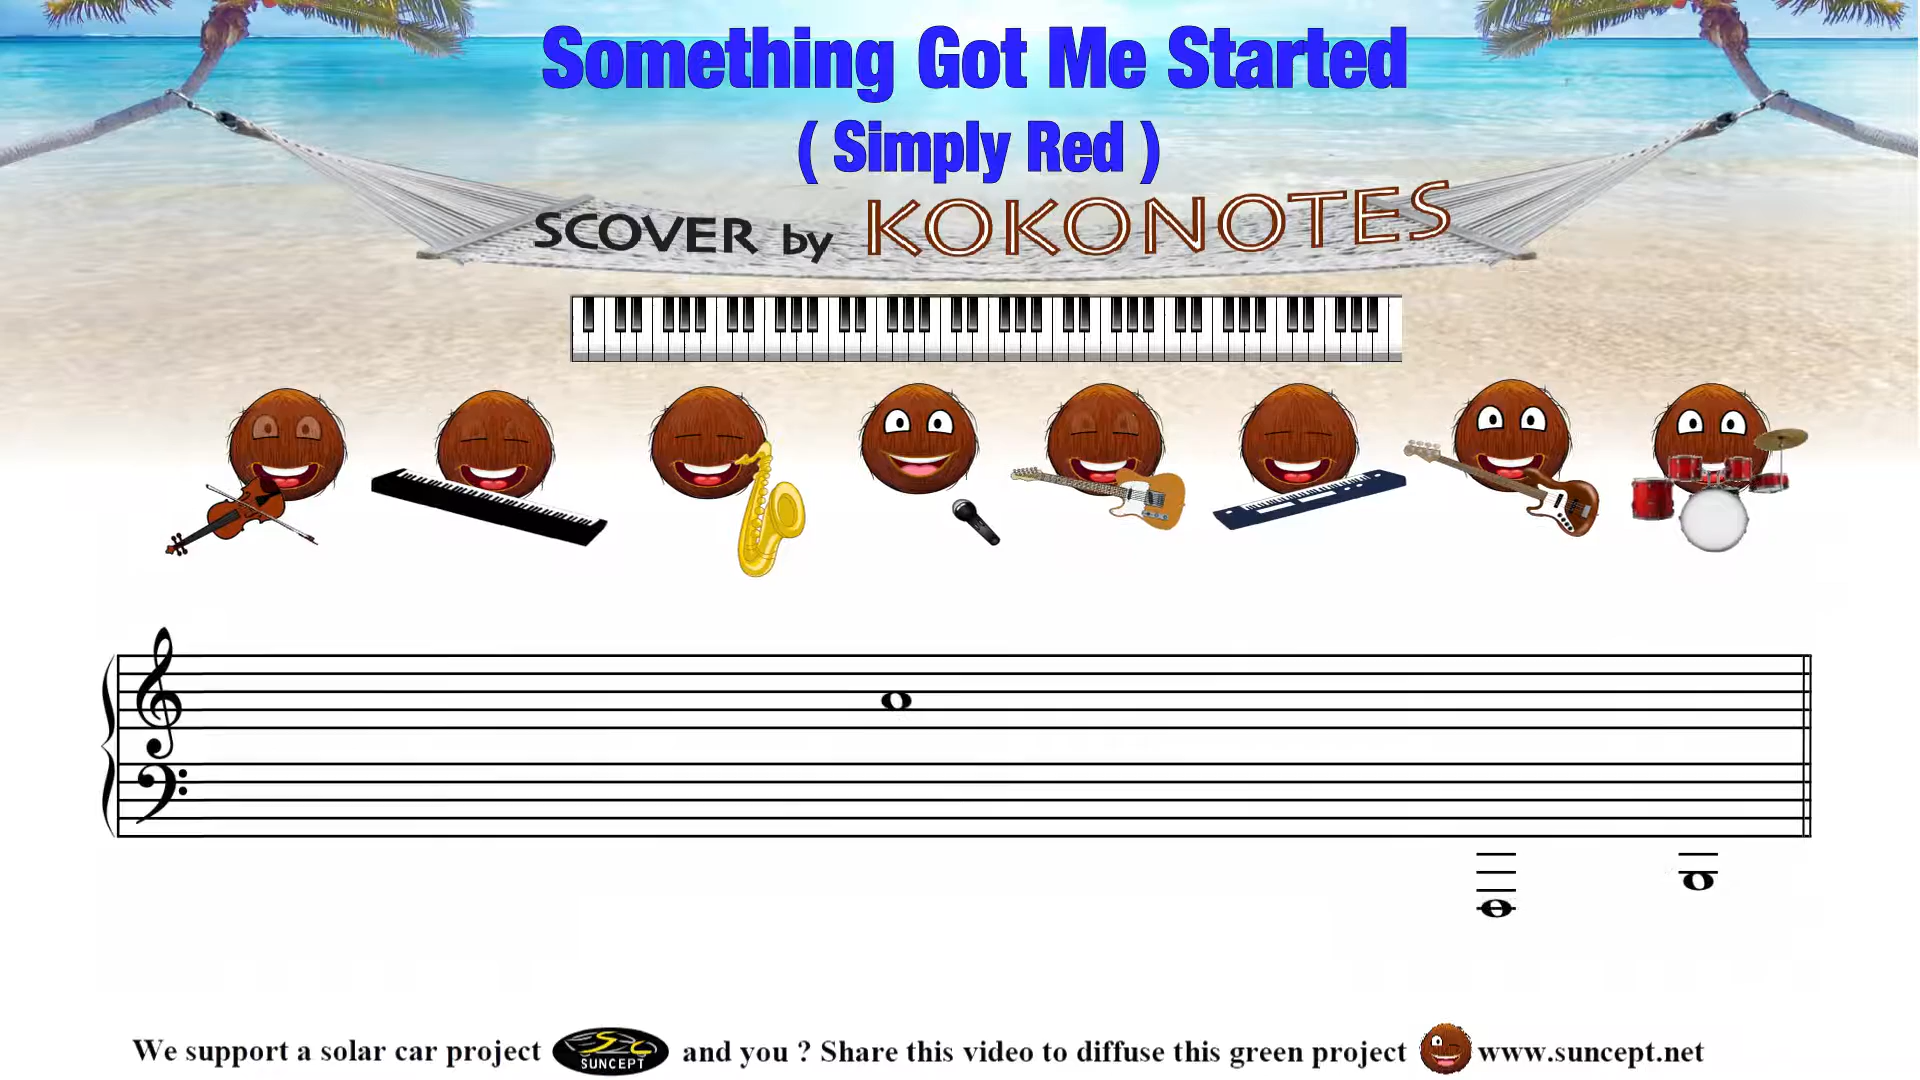 Something Got Me Started
( Simply Red )
SCOVER by KOKONOTES
We support a solar car project SUNCEPT and you ? Share this video to diffuse this green project www.suncept.net